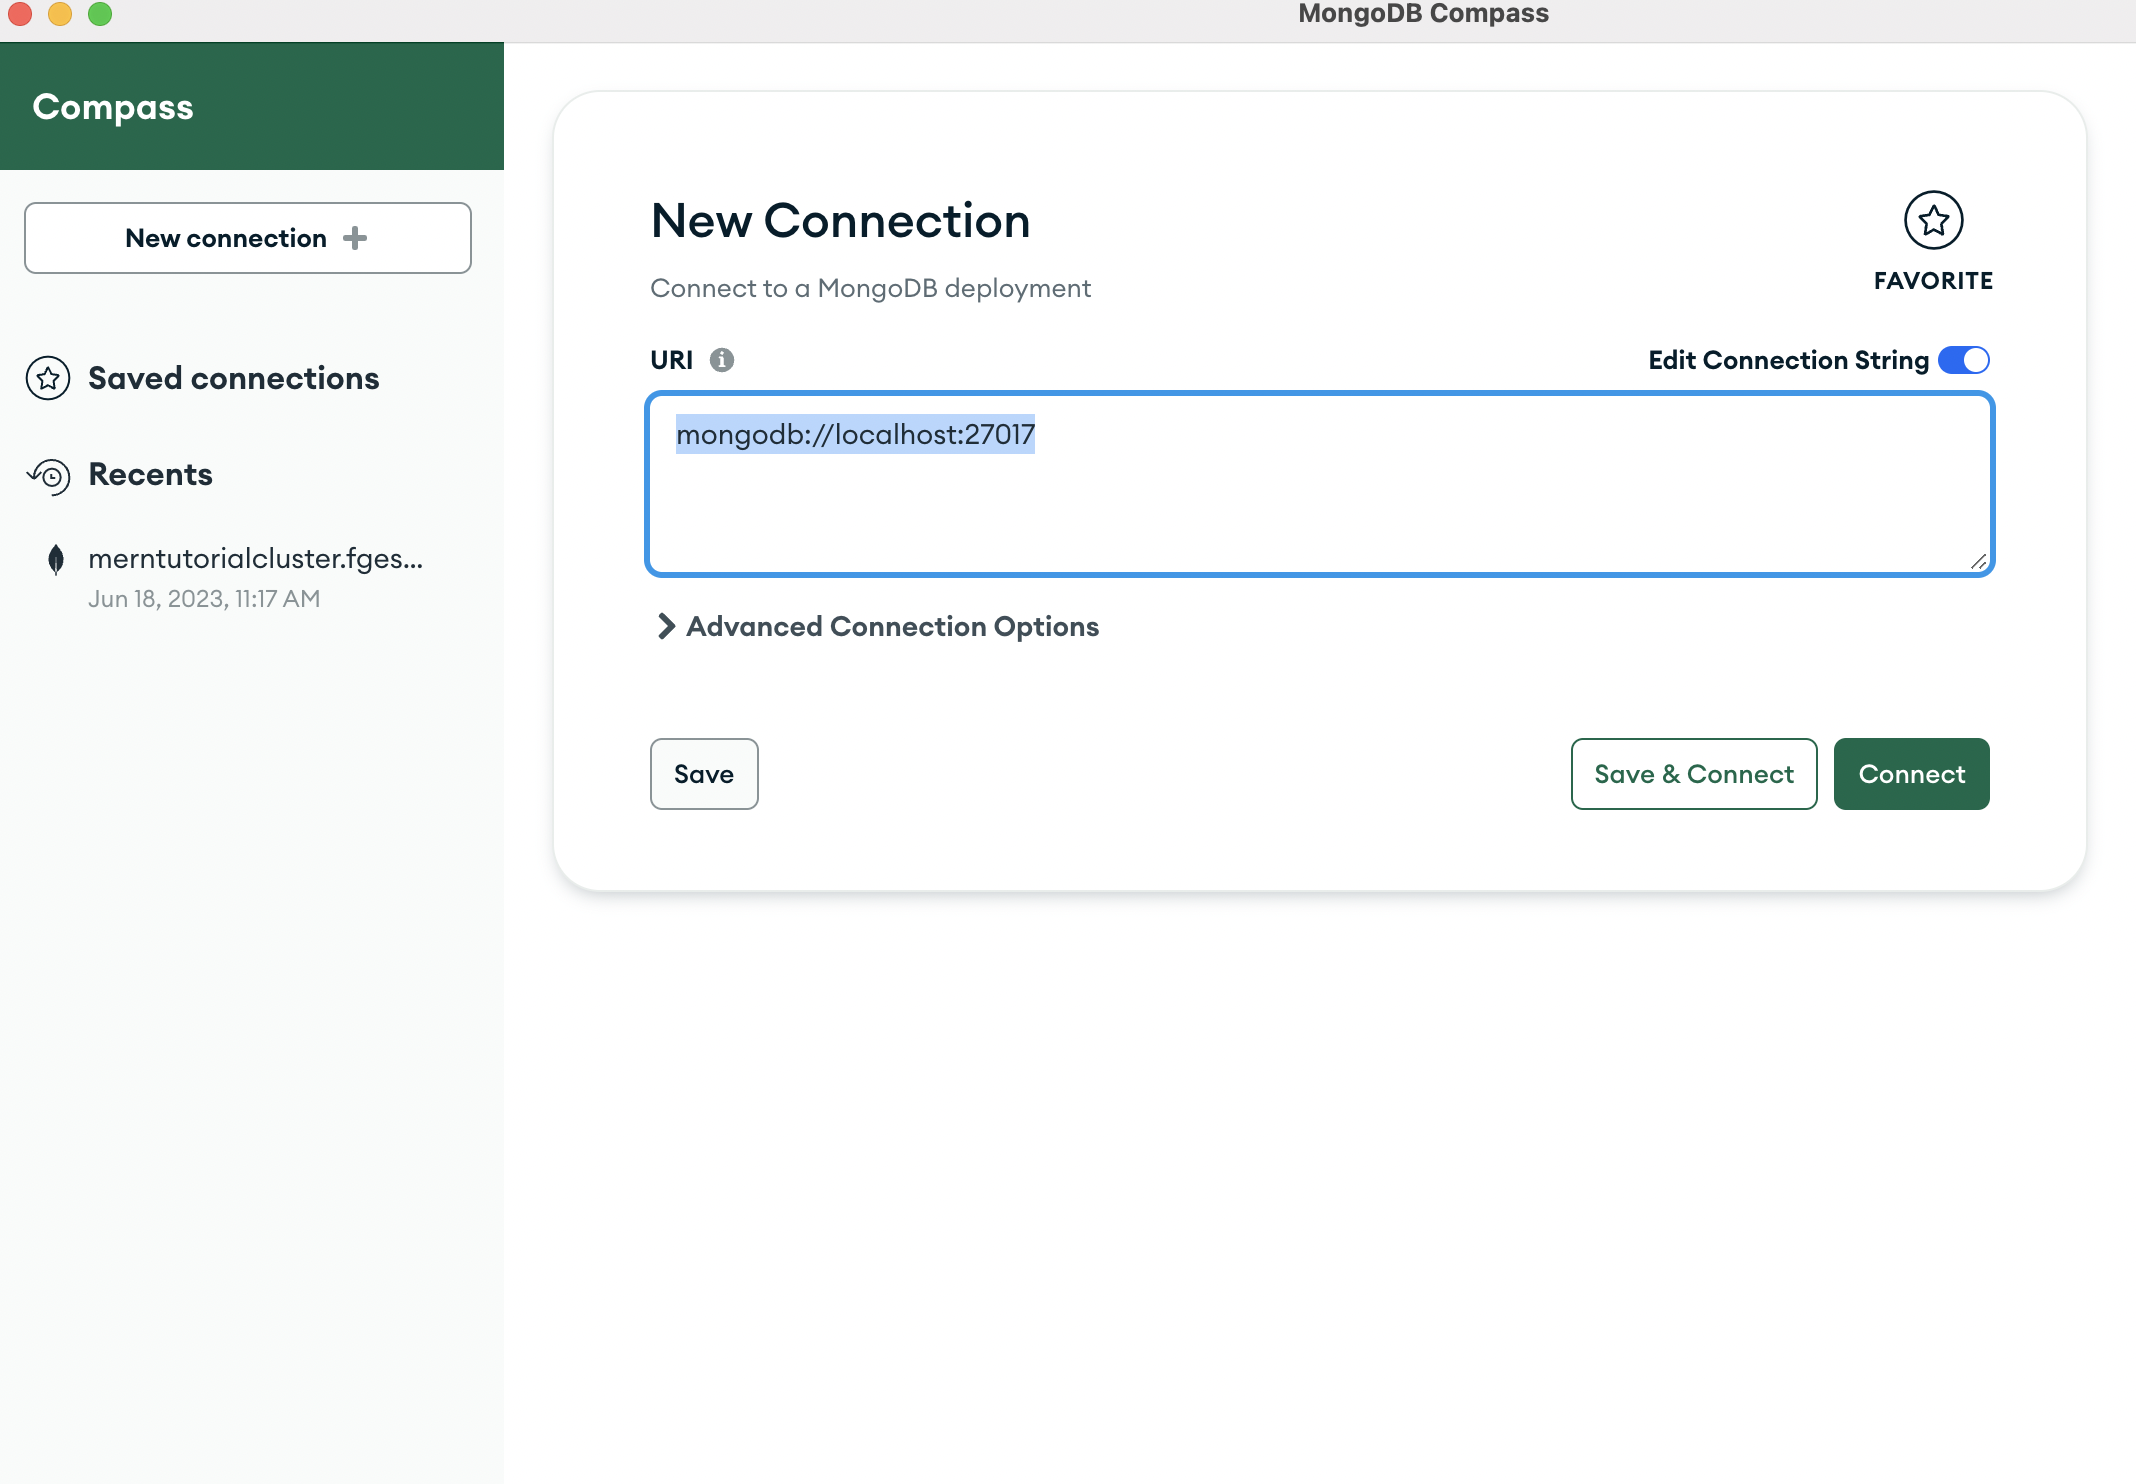 MongoDB Compass
Compass
New connection
Saved connections
Recents
merntutorialcluster.fges...
Jun 18, 2023, 11:17 AM
New Connection
Connect to a MongoDB deployment
FAVORITE
URI
Edit Connection String
mongodb://localhost:27017
Advanced Connection Options
Save
Save & Connect
Connect